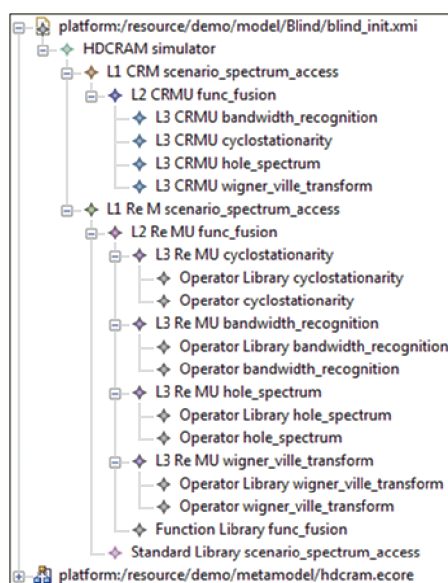 platform:/resource/demo/model/Blind/blind_init.xmi
HDCRAM simulator
L1 CRM scenario_spectrum_access
L2 CRMU func_fusion
L3 CRMU bandwidth_recognition
L3 CRMU cyclostationarity
L3 CRMU hole_spectrum
L3 CRMU wigner_ville_transform
L1 Re M scenario_spectrum_access
L2 Re MU func_fusion
L3 Re MU cyclostationarity
Operator Library cyclostationarity
Operator cyclostationarity
L3 Re MU bandwidth_recognition
Operator Library bandwidth_recognition
Operator bandwidth_recognition
L3 Re MU hole_spectrum
Operator Library hole_spectrum
Operator hole_spectrum
L3 Re MU wigner_ville_transform
Operator Library wigner_ville_transform
Operator wigner_ville_transform
Function Library func_fusion
Standard Library scenario_spectrum_access
platform:/resource/demo/metamodel/hdcram.ecore